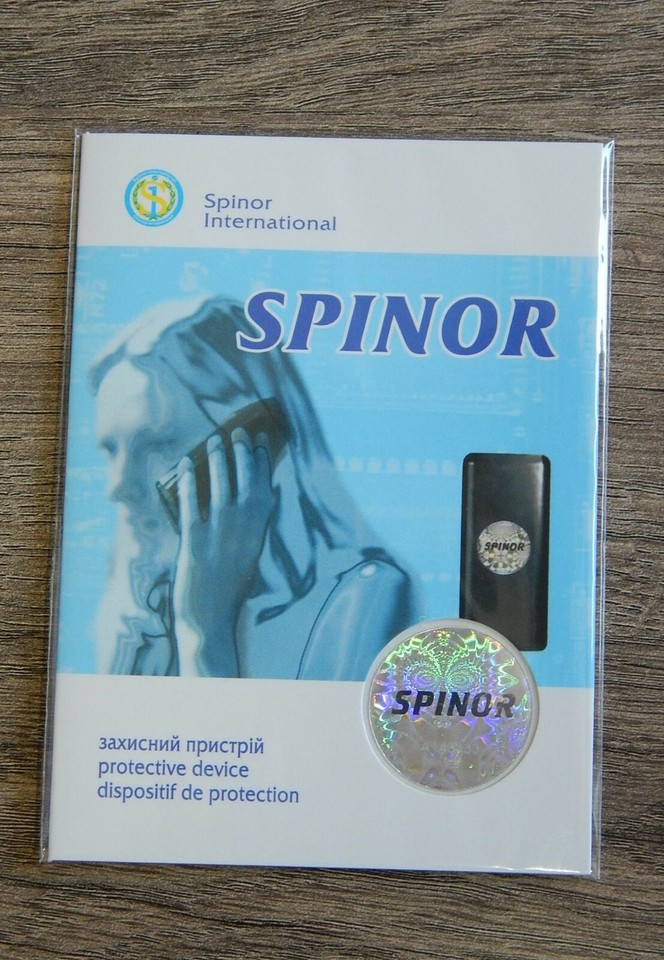 Spinor
International
SPINOR
SPINOR
SPINOR
захисний пристрій
protective device
dispositif de protection